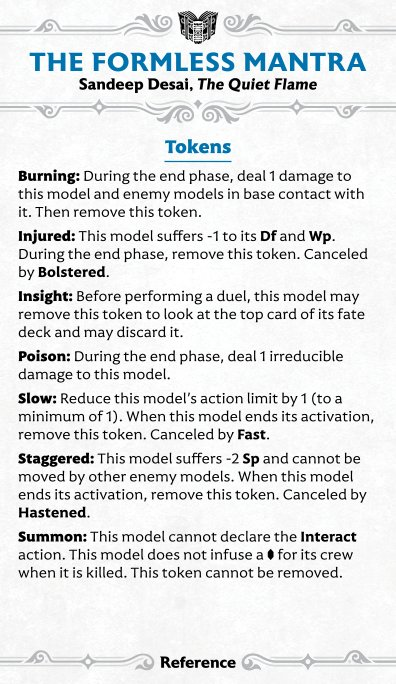 THE FORMLESS MANTRA
Sandeep Desai, The Quiet Flame
Tokens
Burning: During the end phase, deal 1 damage to
this model and enemy models in base contact with
it. Then remove this token.
Injured: This model suffers -1 to its Df and Wp.
During the end phase, remove this token. Canceled
by Bolstered.
Insight: Before performing a duel, this model may
remove this token to look at the top card of its fate
deck and may discard it.
Poison: During the end phase, deal 1 irreducible
damage to this model.
Slow: Reduce this model's action limit by 1 (to a
minimum of 1). When this model ends its activation,
remove this token. Canceled by Fast.
Staggered: This model suffers -2 Sp and cannot be
moved by other enemy models. When this model
ends its activation, remove this token. Canceled by
Hastened.
Summon: This model cannot declare the Interact
action. This model does not infuse a for its crew
when it is killed. This token cannot be removed.
Reference